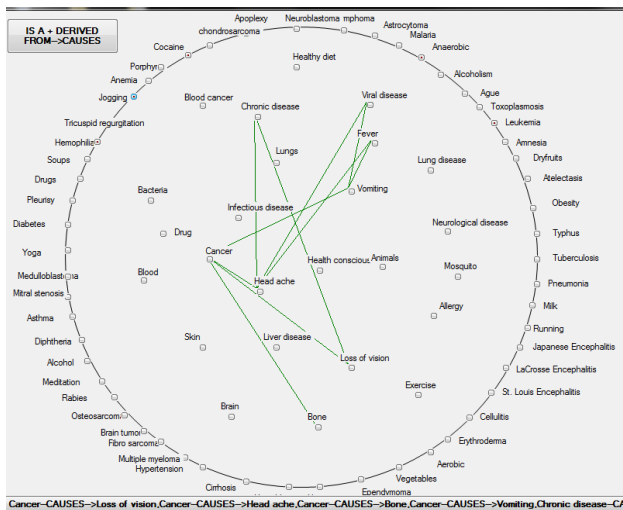 IS A + DERIVED
FROM-->CAUSES
Apoplexy
Neuroblastoma
mphoma
Astrocytoma
chondrosarcoma
Malaria
Cocaine
Anaerobic
Healthy diet
Porphyri
Alcoholism
Anemia
Jogging
Blood cancer
Viral disease
Ague
Chronic disease
Toxoplasmosis
Tricuspid regurgitation
Leukemia
Fever
Hemophilia
Amnesia
Lungs
Lung disease
Soups
Dryfruits
Drugs
Vomiting
Atelectasis
Bacteria
Pleurisy
Obesity
Infectious disease
Neurological disease
Diabetes
Drug
Typhus
Yoga
Cancer
Health conscious
Animals
Tuberculosis
Medulloblastoma
Blood
Head ache
Mosquito
Pneumonia
Mitral stenosis
Allergy
Milk
Asthma
Running
Diphtheria
Skin
Liver disease
Japanese Encephalitis
Alcohol
Loss of vision
LaCrosse Encephalitis
Meditation
Exercise
St. Louis Encephalitis
Rabies
Brain
Bone
Osteosarcoma
Cellulitis
Brain tumor
Fibro sarcoma
Erythroderma
Multiple myeloma
Aerobic
Hypertension
Vegetables
Cirrhosis
Ependymoma
Cancer--CAUSES-->Loss of vision,Cancer--CAUSES-->Head ache,Cancer--CAUSES-->Bone,Cancer--CAUSES-->Vomiting,Chronic disease--CA